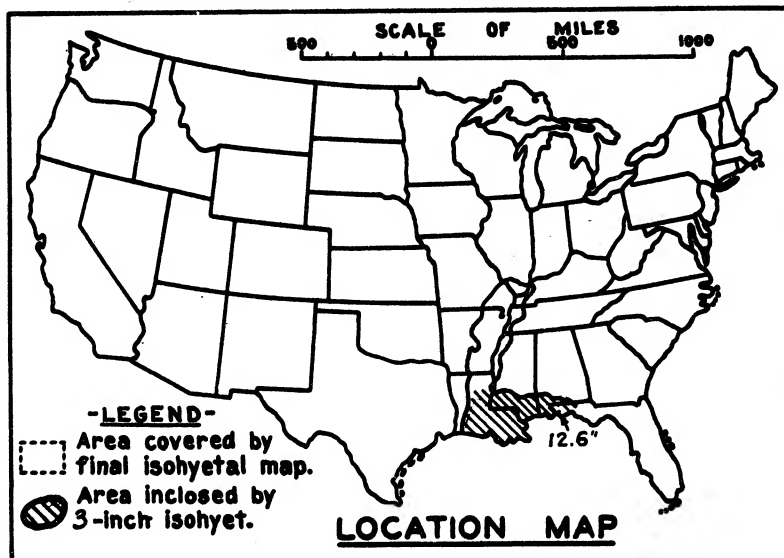 SCALE OF MILES
500 0 500 1000
-LEGEND-
Area covered by
final isohyetal map.
Area inclosed by
3-inch isohyet.
12.6"
LOCATION MAP